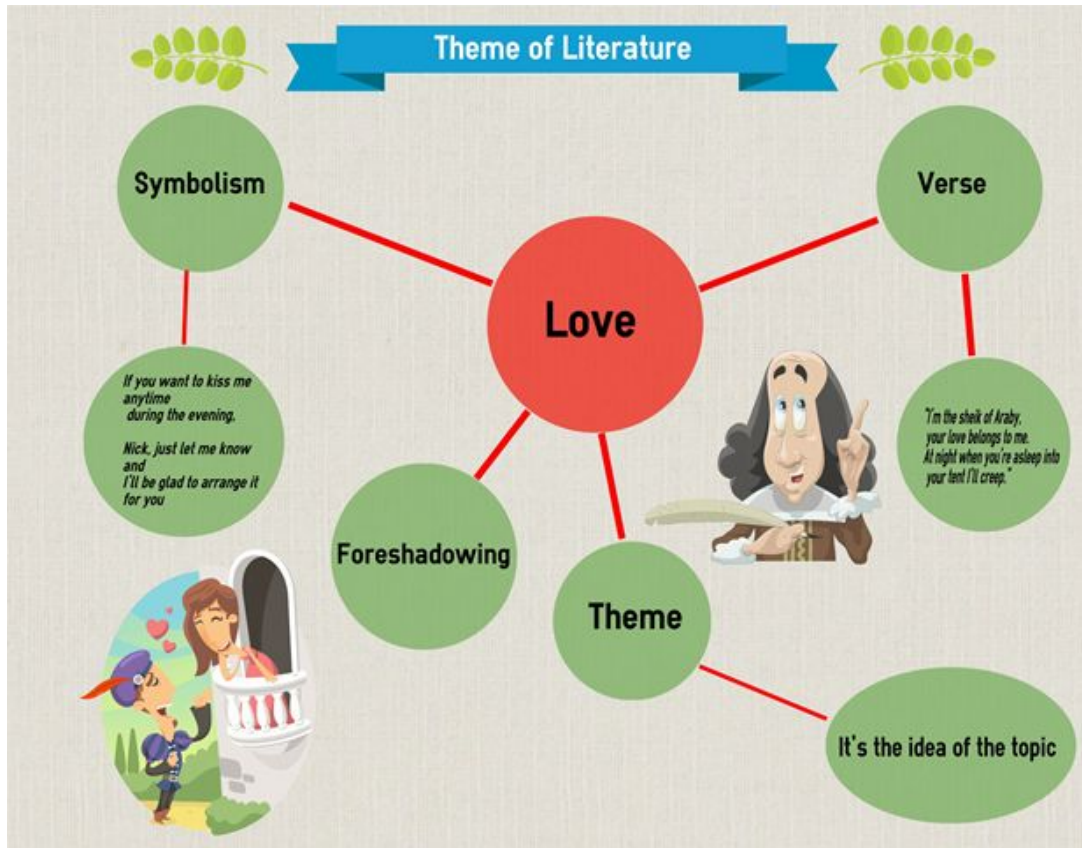 Theme of Literature
Symbolism
Verse
Love
If you want to kiss me
anytime
during the evening,
Nick, just let me know
and
I'll be glad to arrange it
for you
"I'm the sheik of Araby,
your love belongs to me.
At night when you're asleep into
your tent I'll creep."
Foreshadowing
Theme
It's the idea of the topic